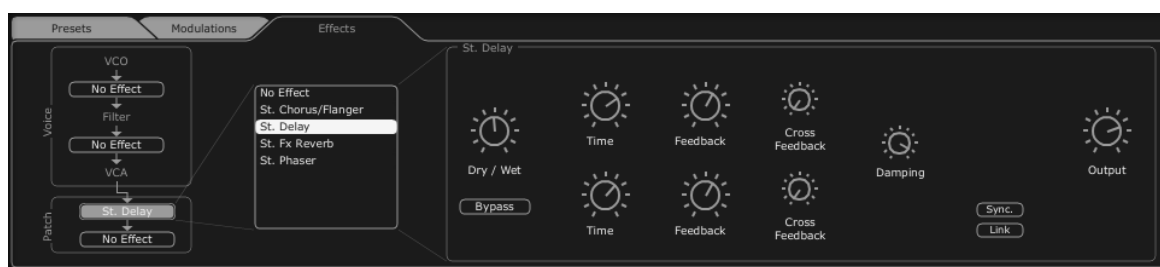 Presets
Modulations
Effects
Voice
VCO
No Effect
Filter
No Effect
VCA
Patch
St. Delay
No Effect
No Effect
St. Chorus/Flanger
St. Delay
St. Fx Reverb
St. Phaser
St. Delay
Dry / Wet
Bypass
Time
Feedback
Cross
Feedback
Time
Feedback
Cross
Feedback
Damping
Sync.
Link
Output